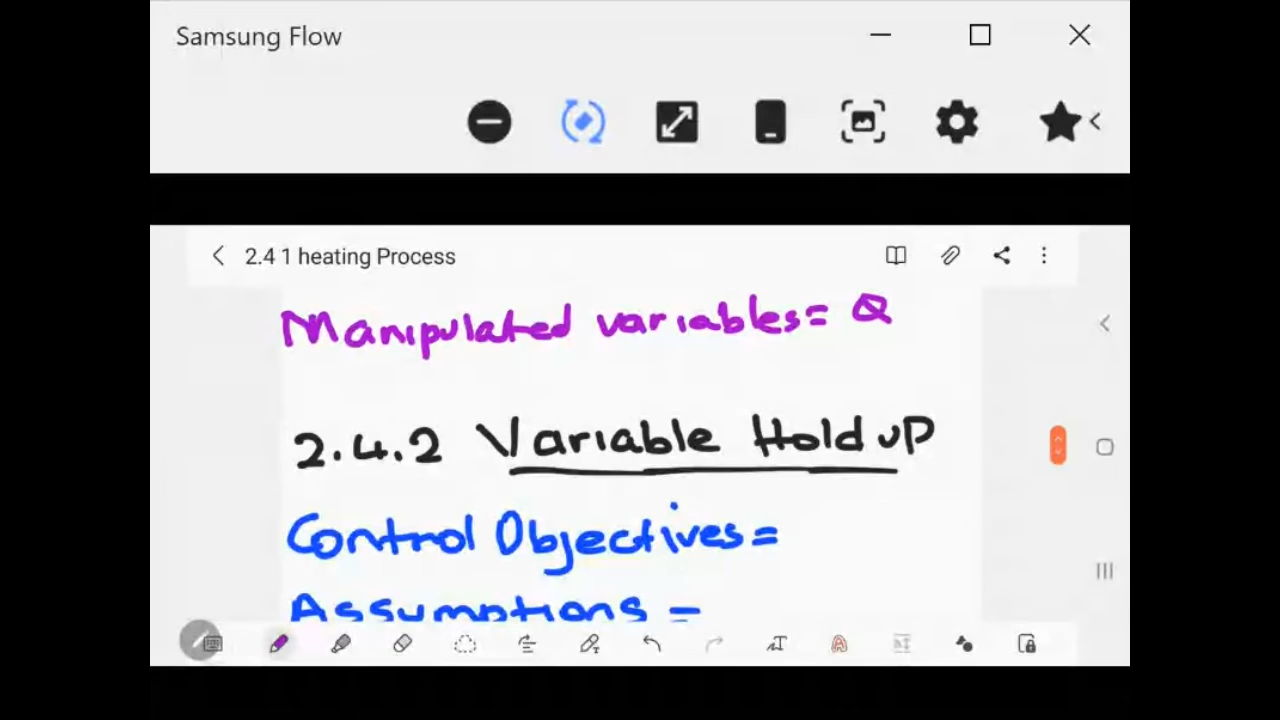 Samsung Flow
2.4 1 heating Process
Manipulated variables= Q
2.4.2 Variable Hold uP
Control Objectives=
Assumptions =